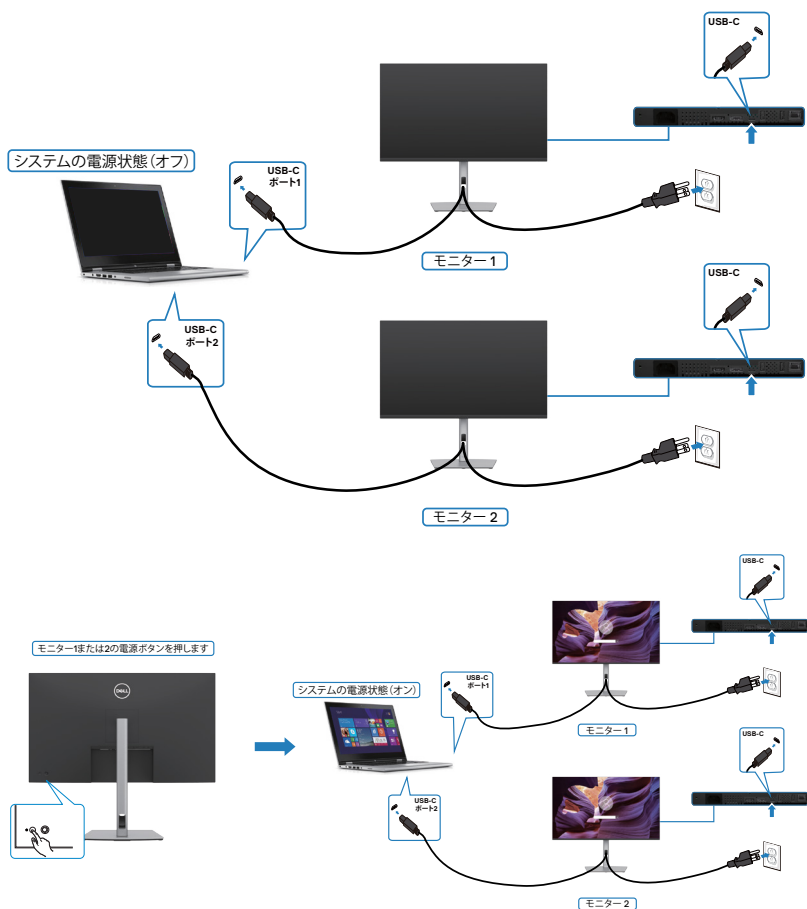 USB-C
システムの電源状態（オフ）
USB-C
ポート1
モニター 1
USB-C
USB-C
ポート2
モニター 2
モニター1または2の電源ボタンを押します
DELL
USB-C
システムの電源状態（オン）
USB-C
ポート1
モニター 1
USB-C
USB-C
ポート2
モニター 2